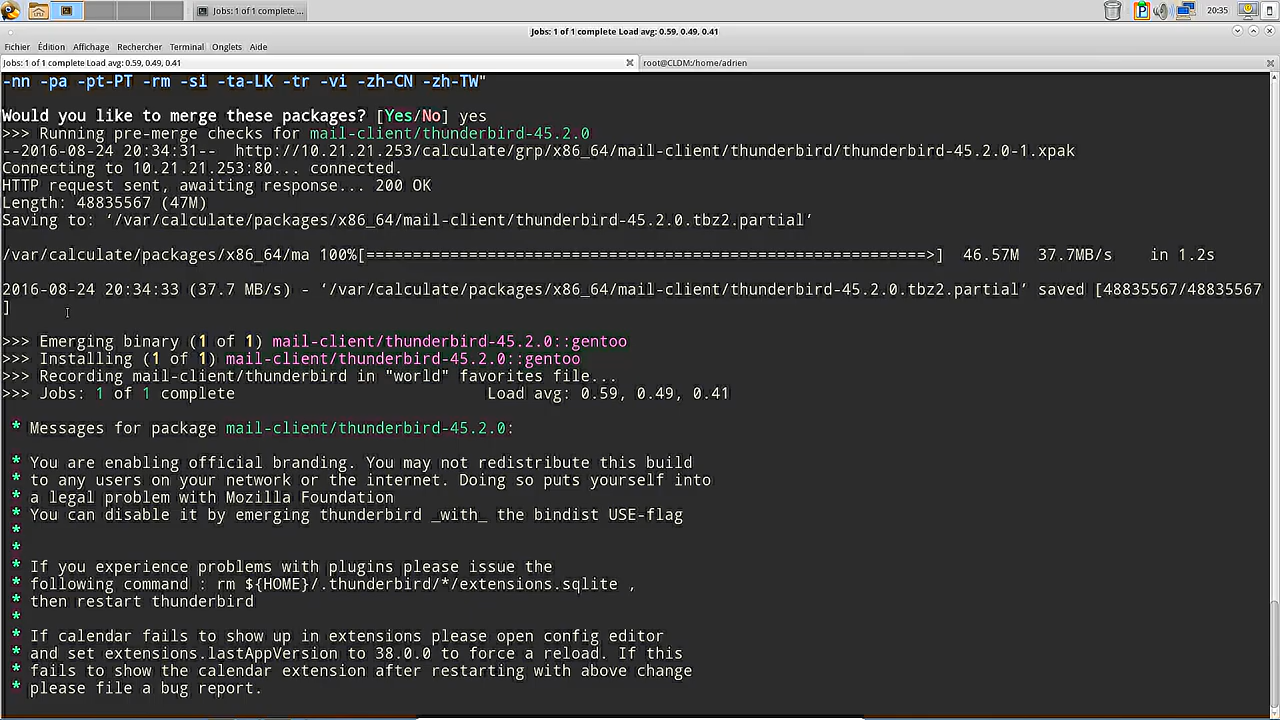 Jobs: 1 of 1 complete ...
20:35
Jobs: 1 of 1 complete Load avg: 0.59, 0.49, 0.41
Fichier Édition Affichage Rechercher Terminal Onglets Aide
Jobs: 1 of 1 complete Load avg: 0.59, 0.49, 0.41
root@CLDM:/home/adrien
-nn -pa -pt-PT -rm -si -ta-LK -tr -vi -zh-CN -zh-TW"
Would you like to merge these packages? [Yes/No] yes
>>> Running pre-merge checks for mail-client/thunderbird-45.2.0
--2016-08-24 20:34:31-- http://10.21.21.253/calculate/grp/x86_64/mail-client/thunderbird/thunderbird-45.2.0-1.xpak
Connecting to 10.21.21.253:80... connected.
HTTP request sent, awaiting response... 200 OK
Length: 48835567 (47M)
Saving to: ‘/var/calculate/packages/x86_64/mail-client/thunderbird-45.2.0.tbz2.partial’
/var/calculate/packages/x86_64/ma 100%[============================================================>] 46.57M 37.7MB/s in 1.2s
2016-08-24 20:34:33 (37.7 MB/s) - ‘/var/calculate/packages/x86_64/mail-client/thunderbird-45.2.0.tbz2.partial’ saved [48835567/48835567
]
>>> Emerging binary (1 of 1) mail-client/thunderbird-45.2.0::gentoo
>>> Installing (1 of 1) mail-client/thunderbird-45.2.0::gentoo
>>> Recording mail-client/thunderbird in "world" favorites file...
>>> Jobs: 1 of 1 complete Load avg: 0.59, 0.49, 0.41
* Messages for package mail-client/thunderbird-45.2.0:
* You are enabling official branding. You may not redistribute this build
* to any users on your network or the internet. Doing so puts yourself into
* a legal problem with Mozilla Foundation
* You can disable it by emerging thunderbird _with_ the bindist USE-flag
*
*
* If you experience problems with plugins please issue the
* following command : rm ${HOME}/.thunderbird/*/extensions.sqlite ,
* then restart thunderbird
*
* If calendar fails to show up in extensions please open config editor
* and set extensions.lastAppVersion to 38.0.0 to force a reload. If this
* fails to show the calendar extension after restarting with above change
* please file a bug report.